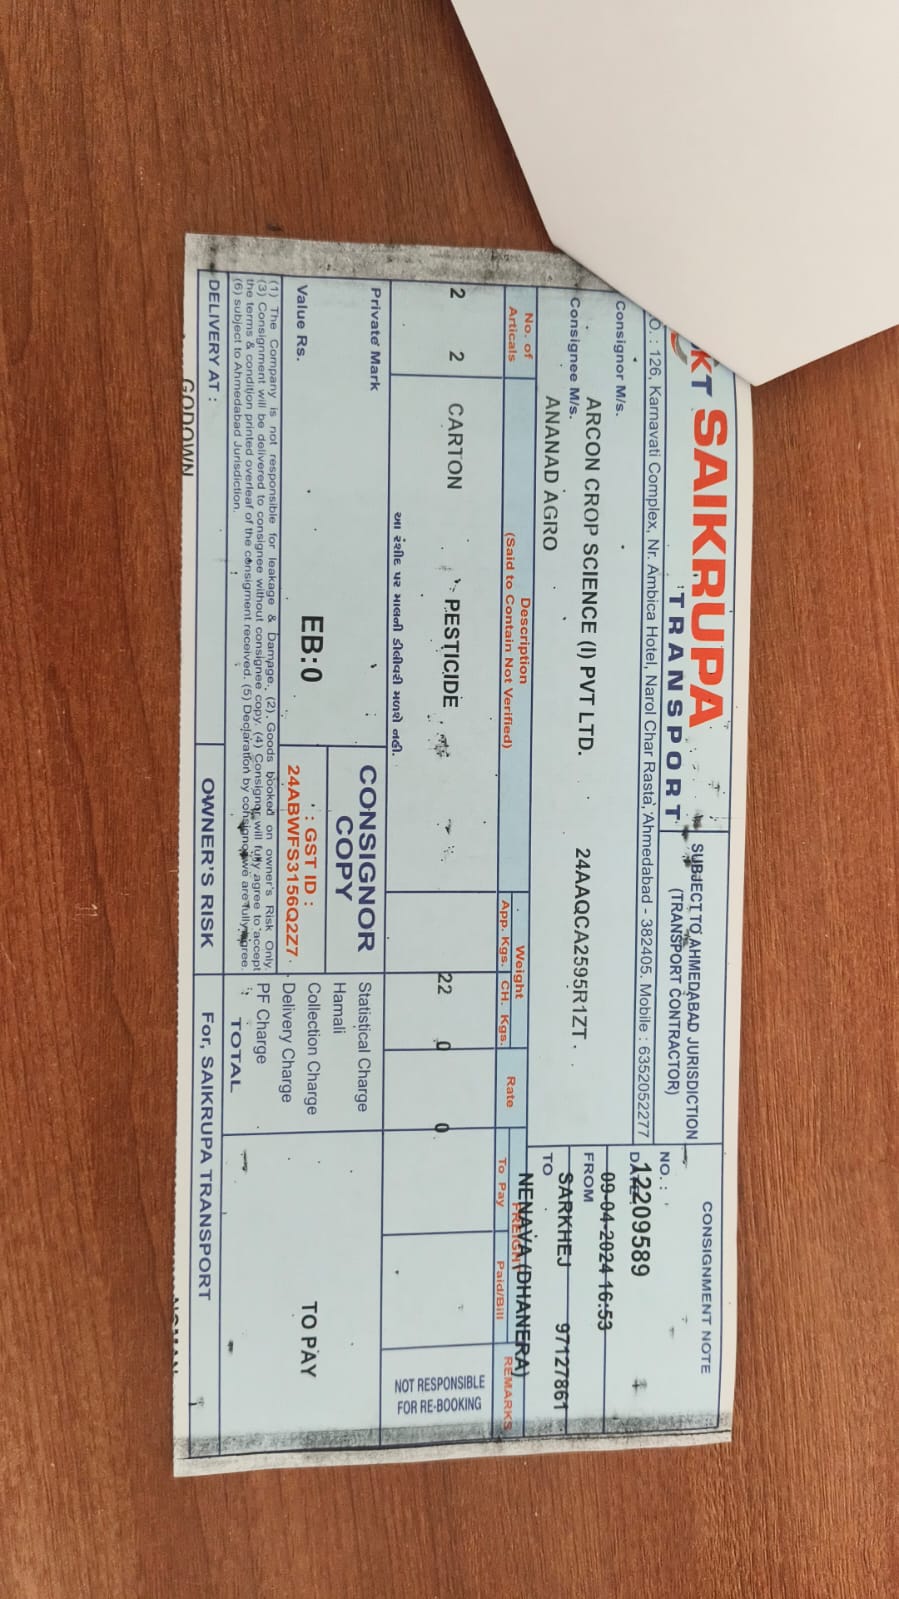 KT SAIKRUPA
TRANSPORT
SUBJECT TO AHMEDABAD JURISDICTION
(TRANSPORT CONTRACTOR)
CONSIGNMENT NOTE
O. : 126, Karnavati Complex, Nr. Ambica Hotel, Narol Char Rasta, Ahmedabad - 382405. Mobile : 6352052277
NO. :
12209589
09-04-2024 16:53
FROM
SARKHEJ 97127861
TO
NENAVA (DHANERA)
Consignor M/s.
ARCON CROP SCIENCE (I) PVT LTD. 24AAQCA2595R1ZT
Consignee M/s.
ANANAD AGRO
No. of Articals
Description
(Said to Contain Not Verified)
Weight
App. Kgs. CH. Kgs.
Rate
FREIGHT
To Pay Paid/Bill
REMARKS
2 2 CARTON PESTICIDE 22 0 0
આ રસીદ પર માલની ડીલીવરી મળશે નહી.
NOT RESPONSIBLE
FOR RE-BOOKING
Private Mark
CONSIGNOR
COPY
Statistical Charge
Hamali
Collection Charge
Delivery Charge
PF Charge
TOTAL
TO PAY
Value Rs. EB:0
GST ID :
24ABWFS3156Q2Z7
(1) The Company is not responsible for leakage & Damage. (2) Goods booked on owner's Risk Only.
(3) Consignment will be delivered to consignee without consignee copy. (4) Consignor will fully agree to accept
the terms & condition printed overleaf of the consignment received. (5) Declaration by consignor we are fully agree.
(6) subject to Ahmedabad Jurisdiction.
DELIVERY AT :
OWNER'S RISK
For, SAIKRUPA TRANSPORT
GODOWN